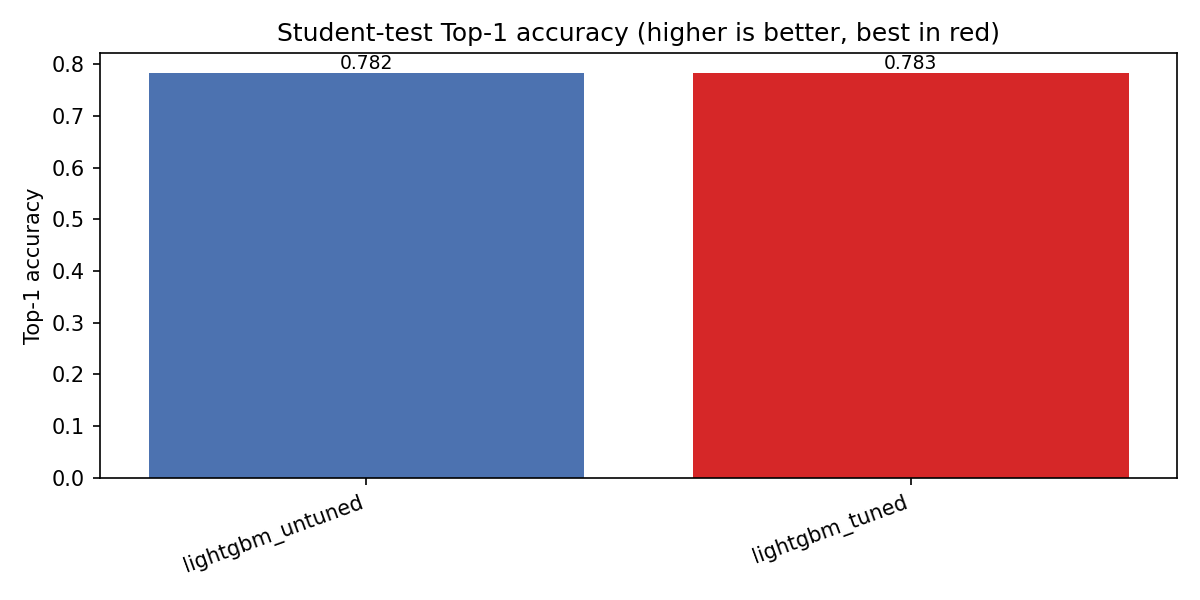 Student-test Top-1 accuracy (higher is better, best in red)
Top-1 accuracy
0.8
0.7
0.6
0.5
0.4
0.3
0.2
0.1
0.0
0.782
0.783
lightgbm_untuned
lightgbm_tuned